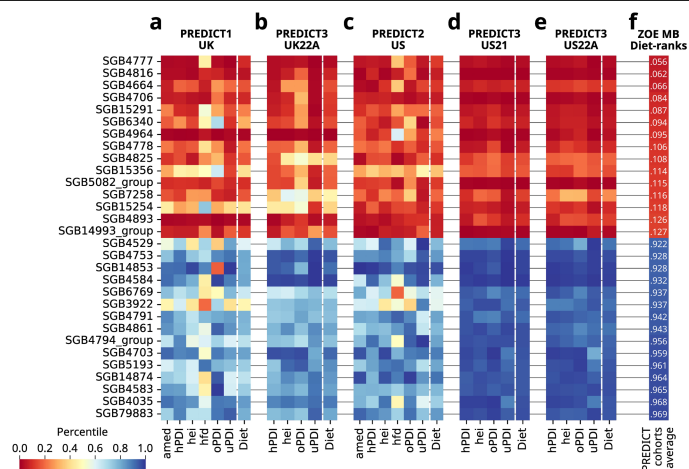 a PREDICT1 UK
b PREDICT3 UK22A
c PREDICT2 US
d PREDICT3 US21
e PREDICT3 US22A
f ZOE MB Diet-ranks
SGB4777 .056
SGB4816 .062
SGB4664 .066
SGB4706 .084
SGB15291 .087
SGB6340 .094
SGB4964 .095
SGB4778 .106
SGB4825 .108
SGB15356 .114
SGB5082_group .115
SGB7258 .116
SGB15254 .118
SGB4893 .126
SGB14993_group .127
SGB4529 .922
SGB4753 .928
SGB14853 .928
SGB4584 .932
SGB6769 .937
SGB3922 .937
SGB4791 .942
SGB4861 .943
SGB4794_group .956
SGB4703 .959
SGB5193 .961
SGB14874 .964
SGB4583 .965
SGB4035 .968
SGB79883 .969
amed hPDI hei hfd oPDI uPDI Diet
hPDI hei oPDI uPDI Diet
amed hPDI hei hfd oPDI uPDI Diet
hPDI hei oPDI uPDI Diet
hPDI hei oPDI uPDI Diet
PREDICT cohorts average
Percentile
0.0 0.2 0.4 0.6 0.8 1.0